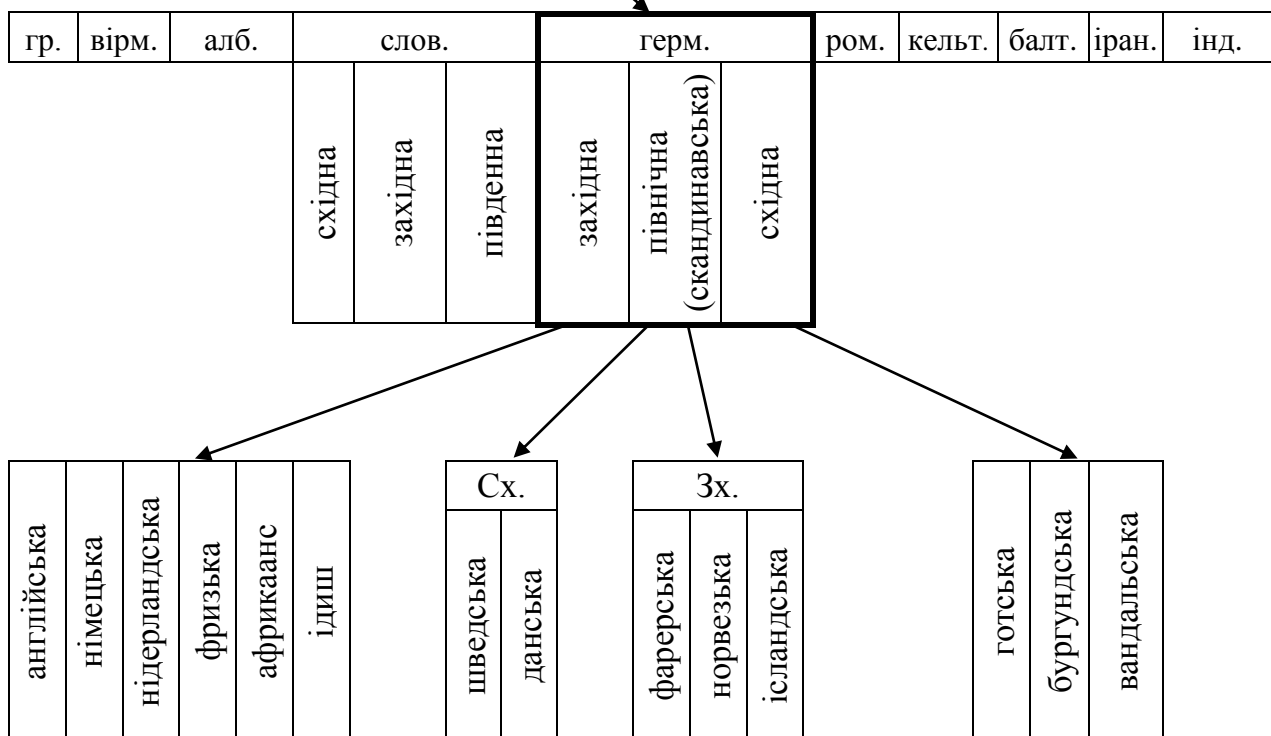 гр.
вірм.
алб.
слов.
герм.
ром.
кельт.
балт.
іран.
інд.
східна
західна
південна
західна
північна
(скандинавська)
східна
англійська
німецька
нідерландська
фризька
африкаанс
ідиш
Сх.
шведська
данська
Зх.
фарерська
норвезька
ісландська
готська
бургундська
вандальська